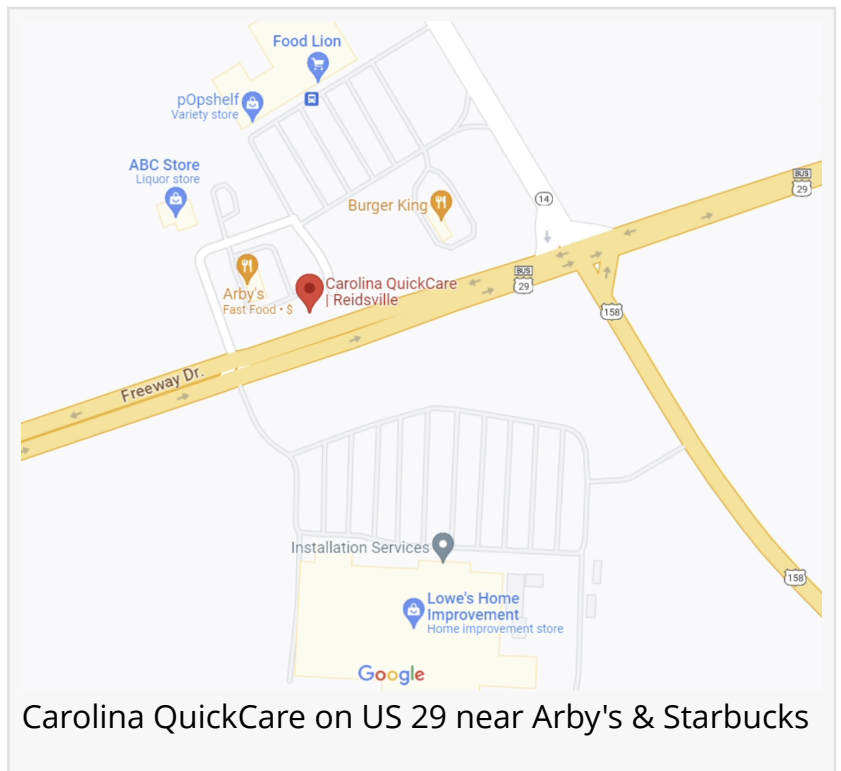 Food Lion
pOpshelf
Variety store
ABC Store
Liquor store
BUS
29
14
Burger King
Carolina QuickCare
| Reidsville
BUS
29
Arby's
Fast Food • $
158
Freeway Dr.
Installation Services
158
Lowe's Home
Improvement
Home improvement store
Google
Carolina QuickCare on US 29 near Arby's & Starbucks